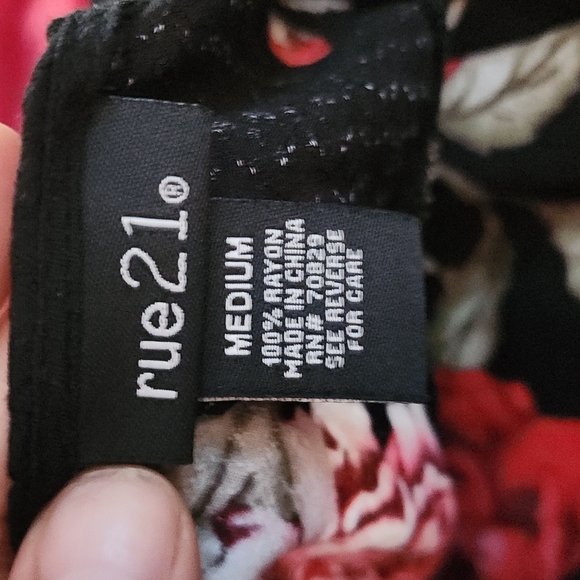 rue21®
MEDIUM
100% RAYON
MADE IN CHINA
RN# 70829
SEE REVERSE
FOR CARE